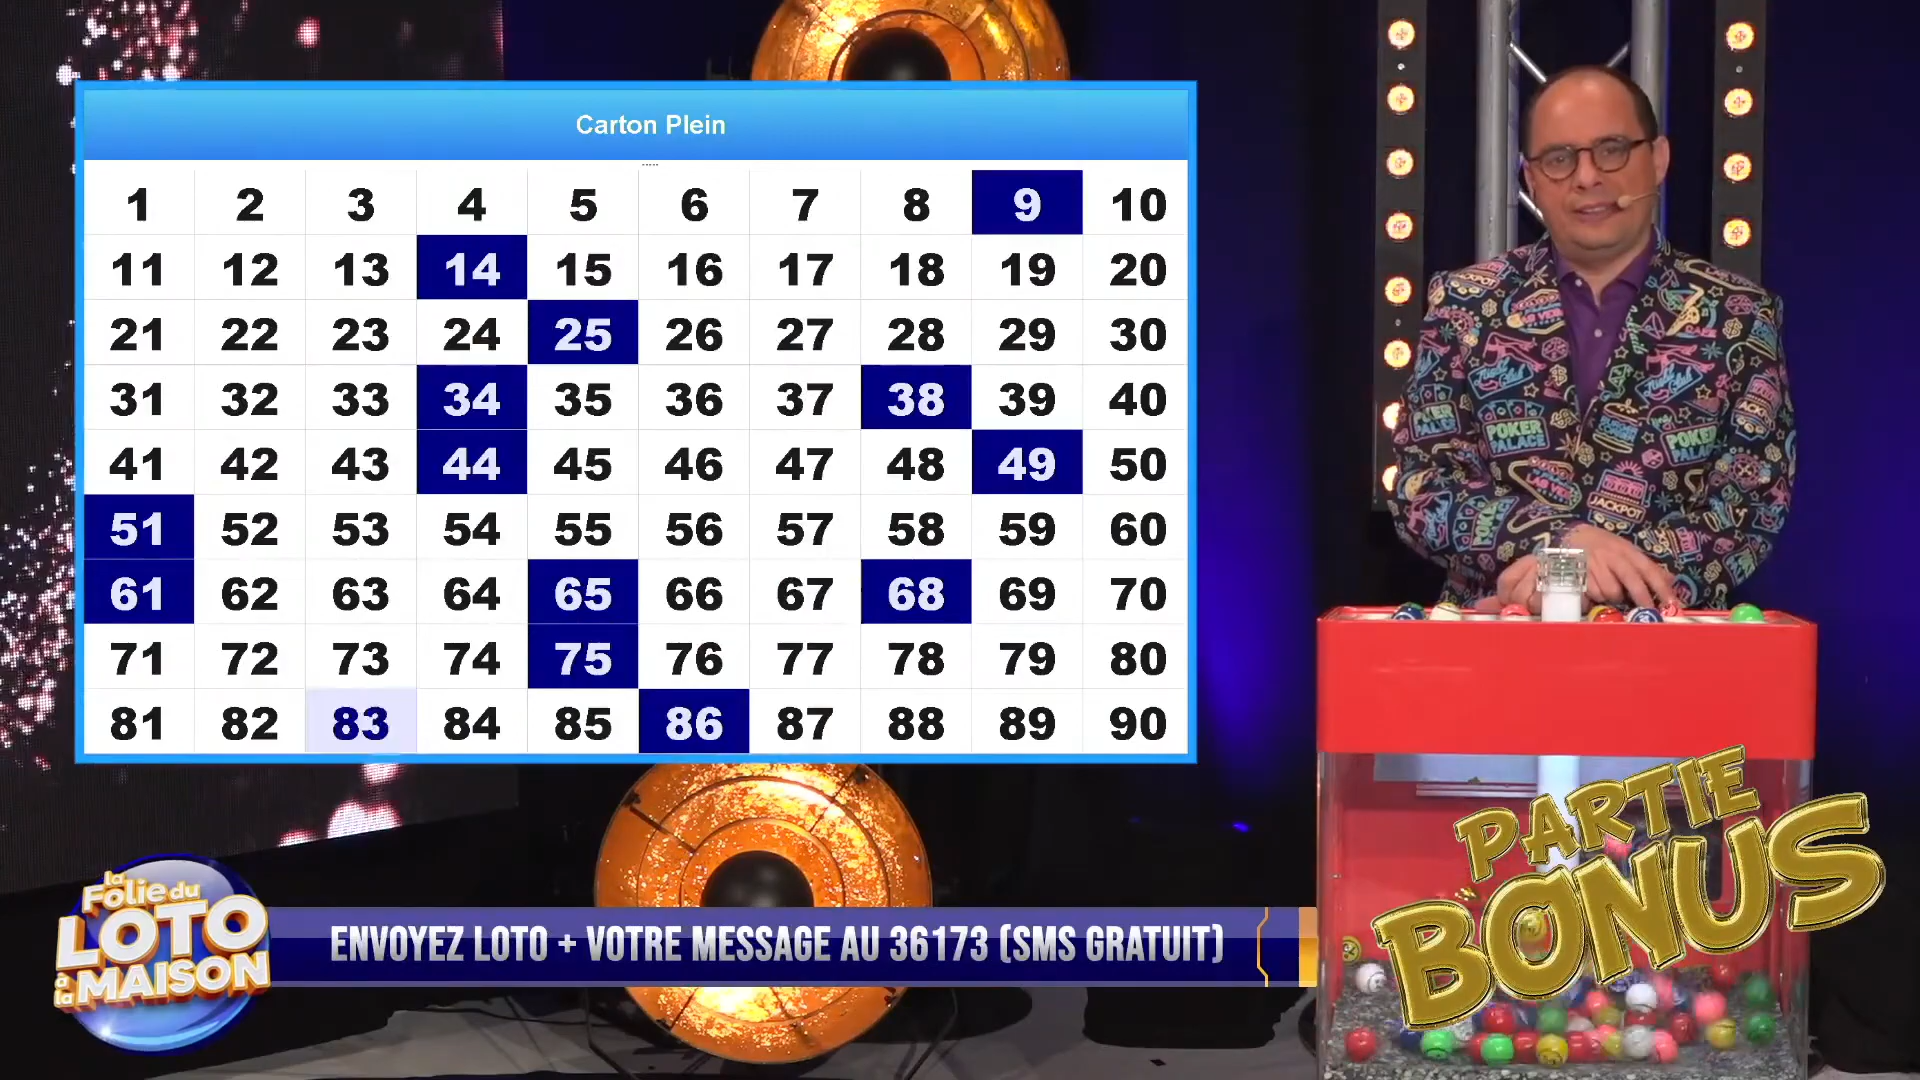 Carton Plein
1 2 3 4 5 6 7 8 9 10
11 12 13 14 15 16 17 18 19 20
21 22 23 24 25 26 27 28 29 30
31 32 33 34 35 36 37 38 39 40
41 42 43 44 45 46 47 48 49 50
51 52 53 54 55 56 57 58 59 60
61 62 63 64 65 66 67 68 69 70
71 72 73 74 75 76 77 78 79 80
81 82 83 84 85 86 87 88 89 90
POKER PALACE
JACKPOT
PARTIE
BONUS
la
Folie du
LOTO
à la MAISON
ENVOYEZ LOTO + VOTRE MESSAGE AU 36173 (SMS GRATUIT)